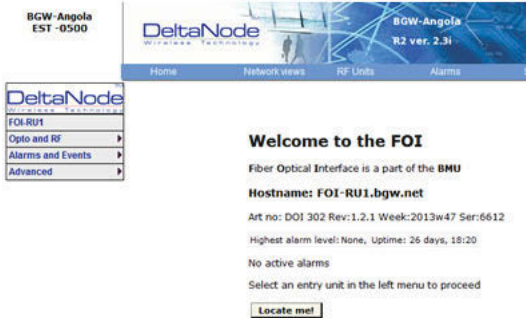 BGW-Angola
EST -0500
DeltaNode
Wireless Technology
BGW-Angola
R2 ver. 2.3i
Home
Network views
RF Units
Alarms
DeltaNode
Wireless Technology
FOI-RU1
Opto and RF
Alarms and Events
Advanced
Welcome to the FOI
Fiber Optical Interface is a part of the BMU
Hostname: FOI-RU1.bgw.net
Art no: DOI 302 Rev:1.2.1 Week:2013w47 Ser:6612
Highest alarm level: None, Uptime: 26 days, 18:20
No active alarms
Select an entry unit in the left menu to proceed
Locate me!